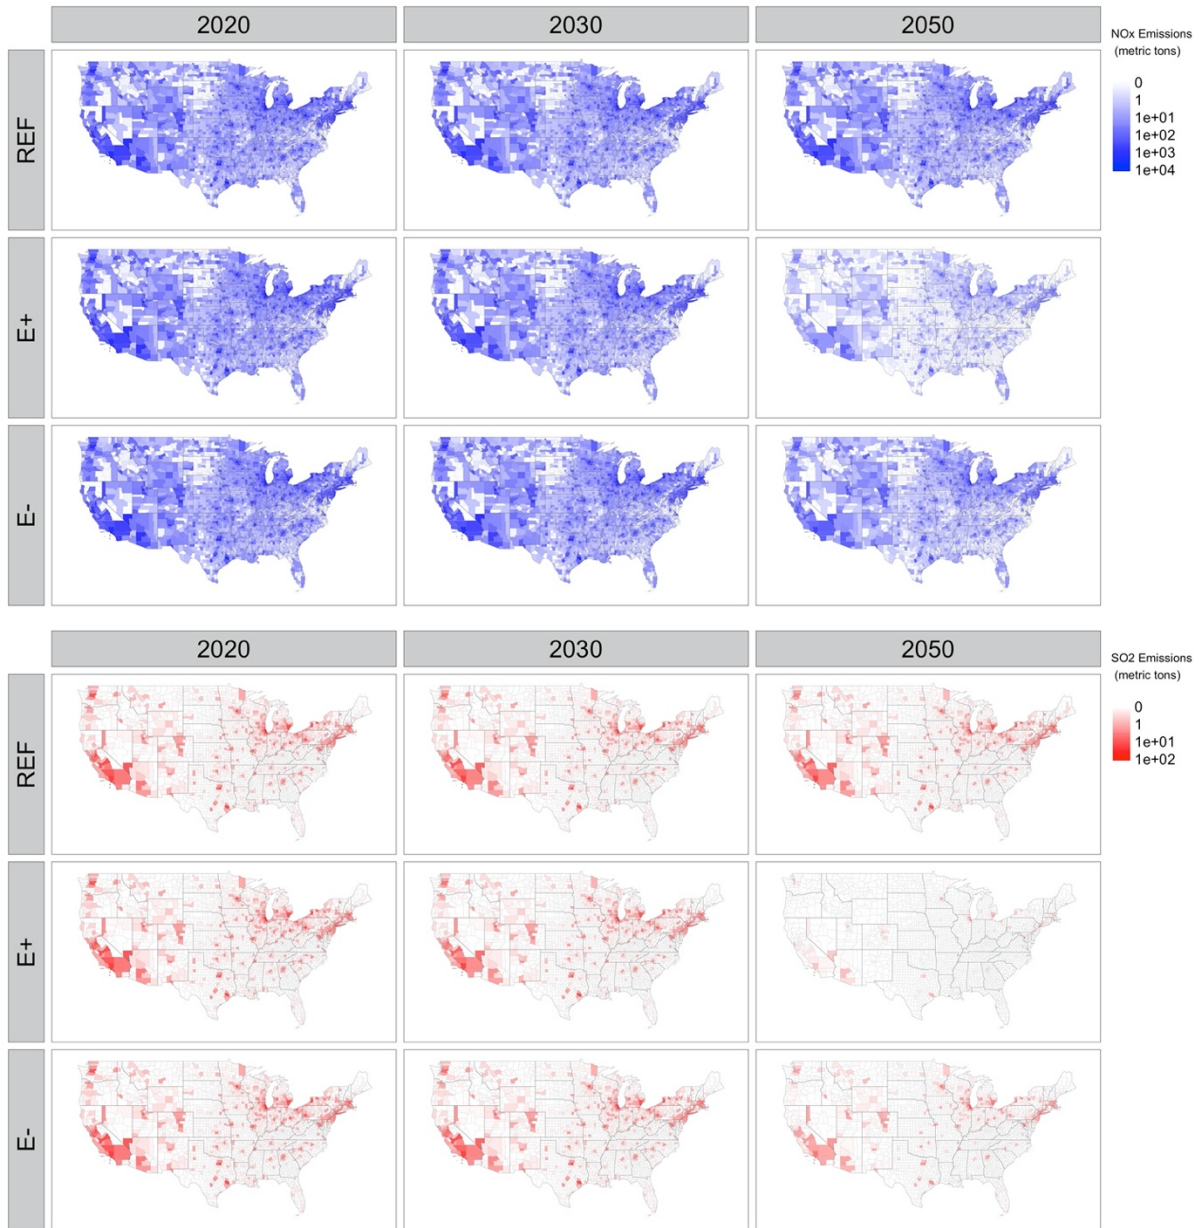 2020 2030 2050
NOx Emissions
(metric tons)
0
1
1e+01
1e+02
1e+03
1e+04
REF
E+
E-
2020 2030 2050
SO2 Emissions
(metric tons)
0
1
1e+01
1e+02
REF
E+
E-